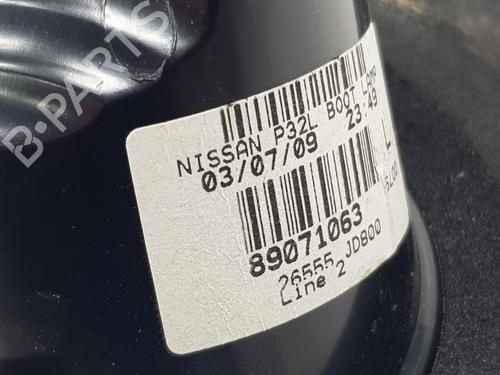 NISSAN P32L BOOT Lamp
03/07/09 23:49
L
89071063
26555 JD800
Line 2
B-PARTS